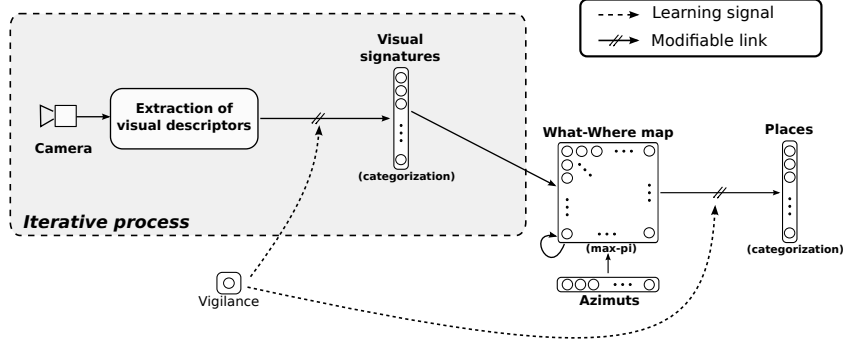 Learning signal
Modifiable link
Visual
signatures
Extraction of
visual descriptors
Camera
(categorization)
Iterative process
What-Where map
Places
(max-pi)
(categorization)
Vigilance
Azimuts